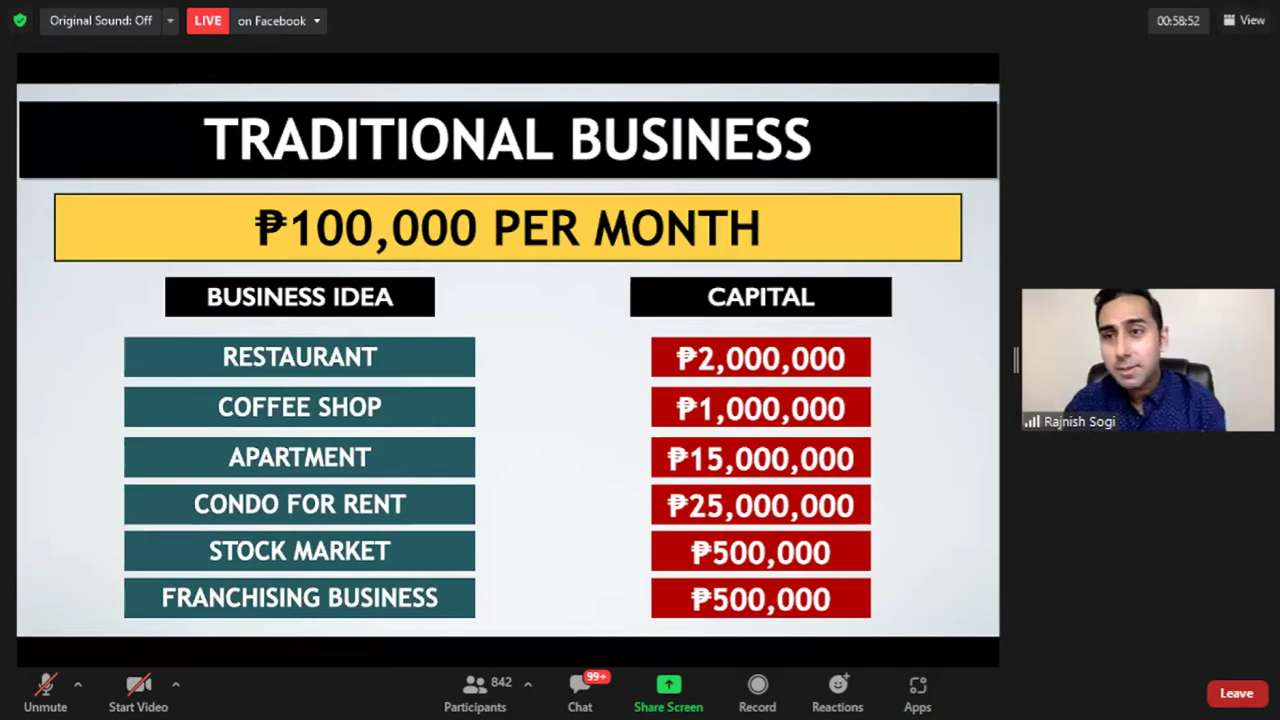 Original Sound: Off
LIVE on Facebook
00:58:52
View
TRADITIONAL BUSINESS
₱100,000 PER MONTH
BUSINESS IDEA CAPITAL
RESTAURANT ₱2,000,000
COFFEE SHOP ₱1,000,000
APARTMENT ₱15,000,000
CONDO FOR RENT ₱25,000,000
STOCK MARKET ₱500,000
FRANCHISING BUSINESS ₱500,000
Rajnish Sogi
842
99+
Unmute
Start Video
Participants
Chat
Share Screen
Record
Reactions
Apps
Leave